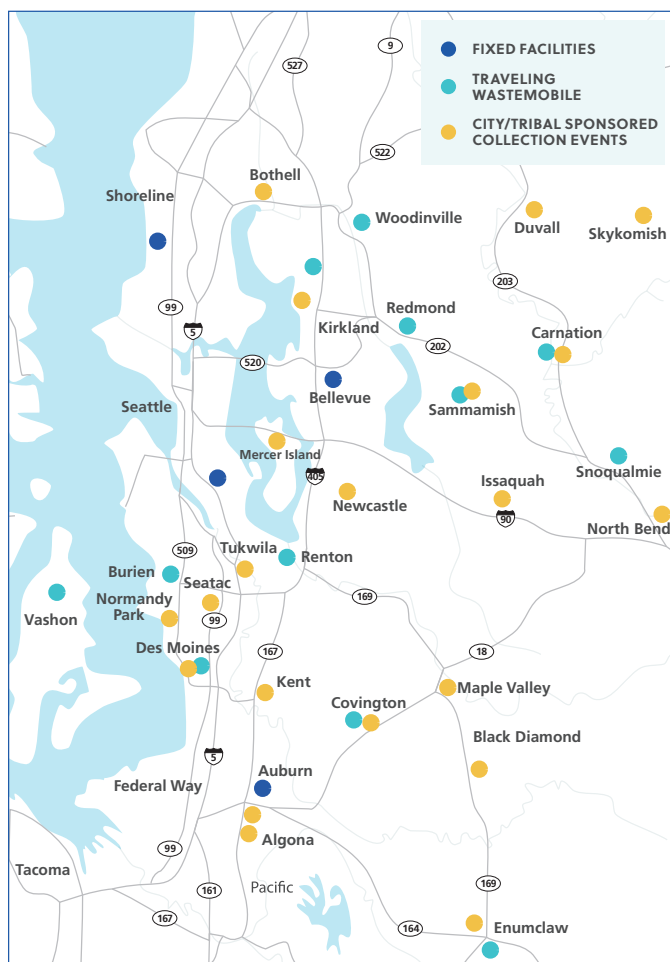 FIXED FACILITIES
TRAVELING
WASTEMOBILE
CITY/TRIBAL SPONSORED
COLLECTION EVENTS
9
527
522
Bothell
Shoreline
Woodinville
Duvall
Skykomish
203
99
5
Redmond
Kirkland
202
Carnation
520
Bellevue
Seattle
Sammamish
Mercer Island
405
Snoqualmie
Issaquah
Newcastle
90
North Bend
509
Tukwila
Renton
Burien
Seatac
169
Normandy
Park
Vashon
99
Des Moines
167
18
Kent
Maple Valley
Covington
Black Diamond
5
Auburn
Federal Way
Algona
99
Tacoma
161
Pacific
169
167
164
Enumclaw